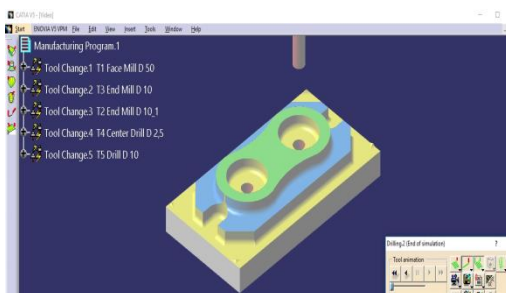 CATIA V5 - [Video]
Start ENOVIA V5 VPM File Edit View Insert Tools Window Help
Manufacturing Program.1
Tool Change.1 T1 Face Mill D 50
Tool Change.2 T3 End Mill D 10
Tool Change.3 T2 End Mill D 10_1
Tool Change.4 T4 Center Drill D 2,5
Tool Change.5 T5 Drill D 10
Drilling.2 (End of simulation) ?
Tool animation